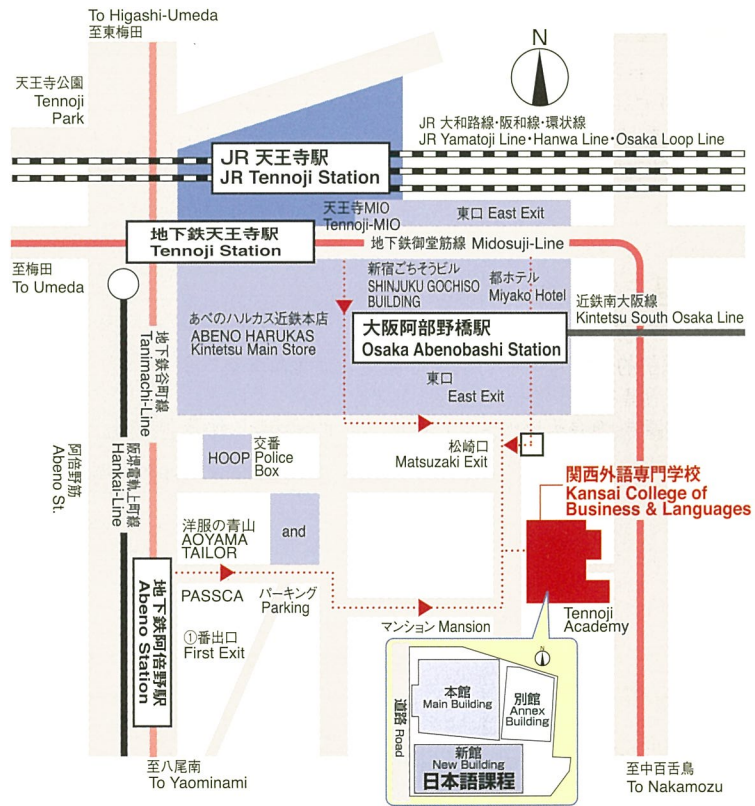 To Higashi-Umeda
至東梅田
N
天王寺公園
Tennoji
Park
JR 大和路線・阪和線・環状線
JR Yamatoji Line・Hanwa Line・Osaka Loop Line
JR 天王寺駅
JR Tennoji Station
天王寺MIO
Tennoji-MIO
東口 East Exit
地下鉄天王寺駅
Tennoji Station
地下鉄御堂筋線 Midosuji-Line
至梅田
To Umeda
新宿ごちそうビル
SHINJUKU GOCHISO
BUILDING
都ホテル
Miyako Hotel
近鉄南大阪線
Kintetsu South Osaka Line
あべのハルカス近鉄本店
ABENO HARUKAS
Kintetsu Main Store
大阪阿部野橋駅
Osaka Abenobashi Station
地下鉄谷町線
Tanimachi-Line
東口
East Exit
阿倍野筋
Abeno St.
阪堺電軌上町線
Hankai-Line
HOOP
交番
Police
Box
松崎口
Matsuzaki Exit
関西外語専門学校
Kansai College of
Business & Languages
洋服の青山
AOYAMA
TAILOR
and
地下鉄阿倍野駅
Abeno Station
PASSCA
パーキング
Parking
マンション Mansion
Tennoji
Academy
①番出口
First Exit
本館
Main Building
別館
Annex
Building
道路 Road
新館
New Building
日本語課程
至八尾南
To Yaominami
至中百舌鳥
To Nakamozu